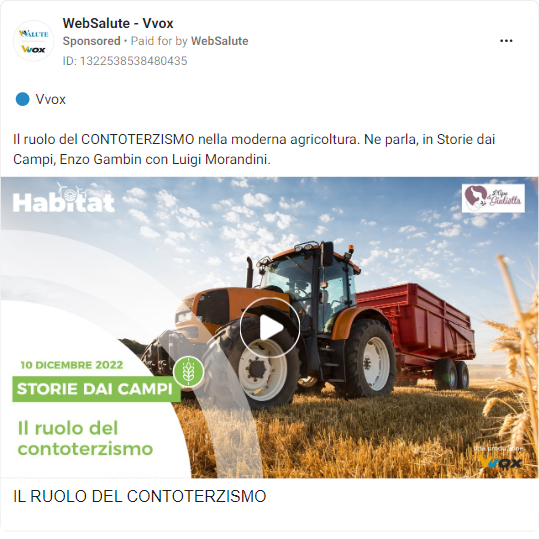 WebSalute - Vvox
Sponsored • Paid for by WebSalute
ID: 1322538538480435
Vvox
Il ruolo del CONTOTERZISMO nella moderna agricoltura. Ne parla, in Storie dai
Campi, Enzo Gambin con Luigi Morandini.
Habitat
10 DICEMBRE 2022
STORIE DAI CAMPI
Il ruolo del
contoterzismo
una produzione
VVOX
IL RUOLO DEL CONTOTERZISMO